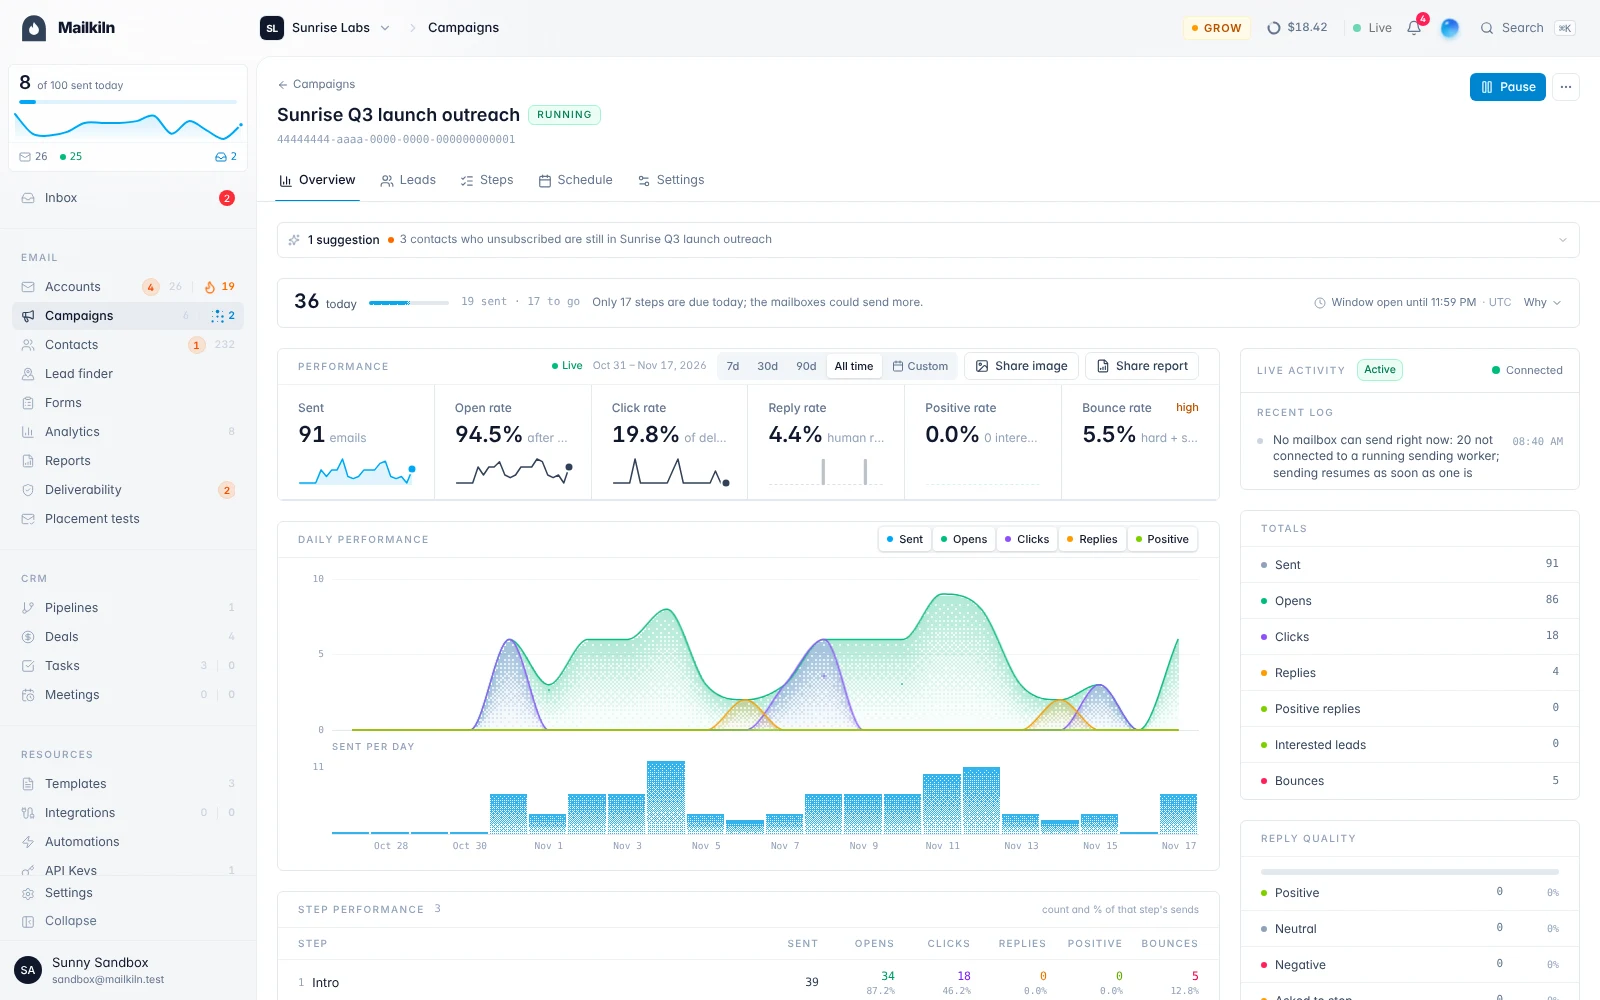 Mailkiln
SL Sunrise Labs Campaigns
GROW $18.42 Live 4 Search ⌘K
8 of 100 sent today
26 25 2
Inbox 2
EMAIL
Accounts 4 26 19
Campaigns 6 2
Contacts 1 232
Lead finder
Forms
Analytics 8
Reports
Deliverability 2
Placement tests
CRM
Pipelines 1
Deals 4
Tasks 3 0
Meetings 0 0
RESOURCES
Templates 3
Integrations 0 0
Automations
API Keys 1
Settings
Collapse
SA Sunny Sandbox
sandbox@mailkiln.test
← Campaigns
Sunrise Q3 launch outreach RUNNING
44444444-aaaa-0000-0000-000000000001
Pause
Overview Leads Steps Schedule Settings
1 suggestion 3 contacts who unsubscribed are still in Sunrise Q3 launch outreach
36 today 19 sent · 17 to go Only 17 steps are due today; the mailboxes could send more. Window open until 11:59 PM · UTC Why
PERFORMANCE Live Oct 31 – Nov 17, 2026 7d 30d 90d All time Custom Share image Share report
Sent Open rate Click rate Reply rate Positive rate Bounce rate high
91 emails 94.5% after ... 19.8% of del... 4.4% human r... 0.0% 0 intere... 5.5% hard + s...
DAILY PERFORMANCE Sent Opens Clicks Replies Positive
10
5
0
SENT PER DAY
11
Oct 28 Oct 30 Nov 1 Nov 3 Nov 5 Nov 7 Nov 9 Nov 11 Nov 13 Nov 15 Nov 17
STEP PERFORMANCE 3 count and % of that step's sends
STEP SENT OPENS CLICKS REPLIES POSITIVE BOUNCES
1 Intro 39 34 18 0 0 5
87.2% 46.2% 0.0% 0.0% 12.8%
LIVE ACTIVITY Active Connected
RECENT LOG
No mailbox can send right now: 20 not 08:40 AM
connected to a running sending worker;
sending resumes as soon as one is
TOTALS
Sent 91
Opens 86
Clicks 18
Replies 4
Positive replies 0
Interested leads 0
Bounces 5
REPLY QUALITY
Positive 0 0%
Neutral 0 0%
Negative 0 0%
Asked to stop 0 0%